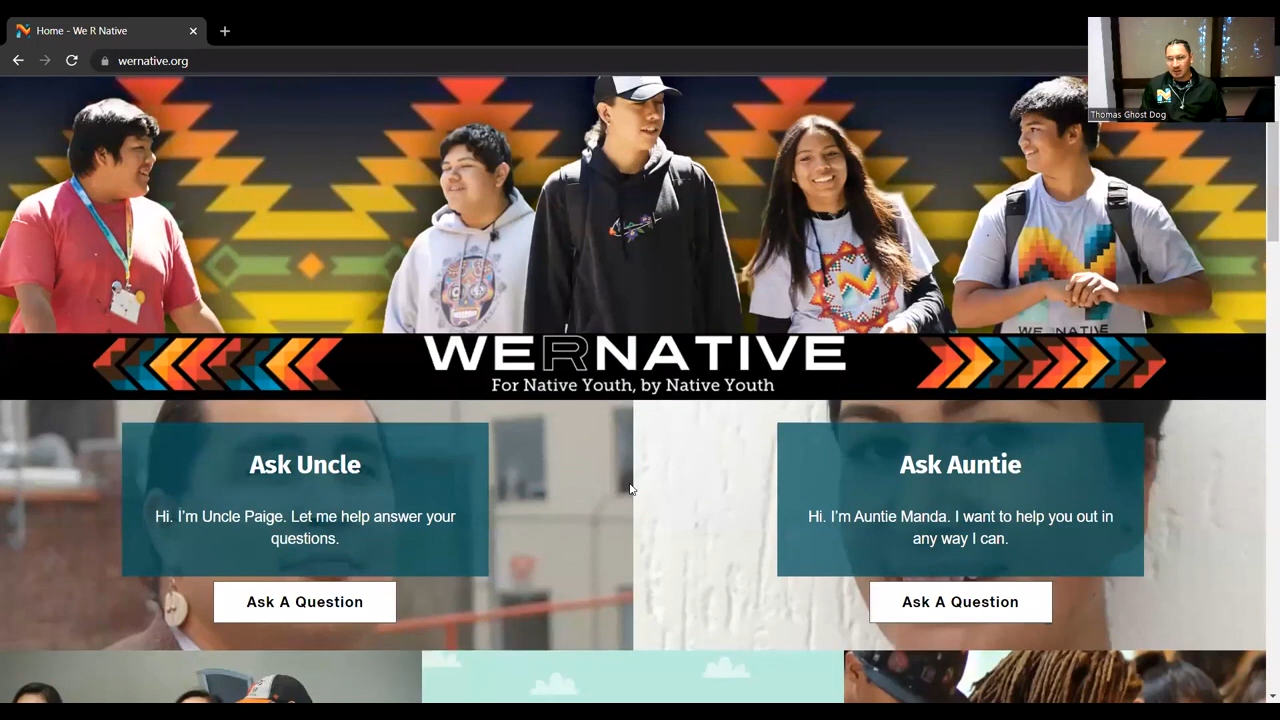 Home - We R Native
wernative.org
Thomas Ghost Dog
WE NATIVE
WERNATIVE
For Native Youth, by Native Youth
Ask Uncle
Hi. I'm Uncle Paige. Let me help answer your
questions.
Ask A Question
Ask Auntie
Hi. I'm Auntie Manda. I want to help you out in
any way I can.
Ask A Question